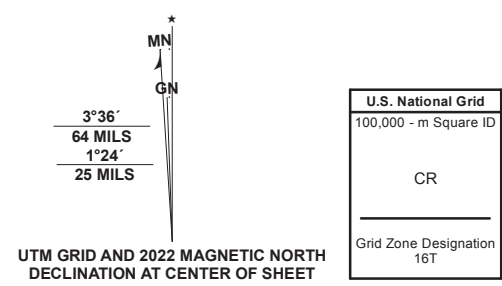 ★
MN
GN
3°36´
64 MILS
1°24´
25 MILS
UTM GRID AND 2022 MAGNETIC NORTH
DECLINATION AT CENTER OF SHEET
U.S. National Grid
100,000 - m Square ID
CR
Grid Zone Designation
16T